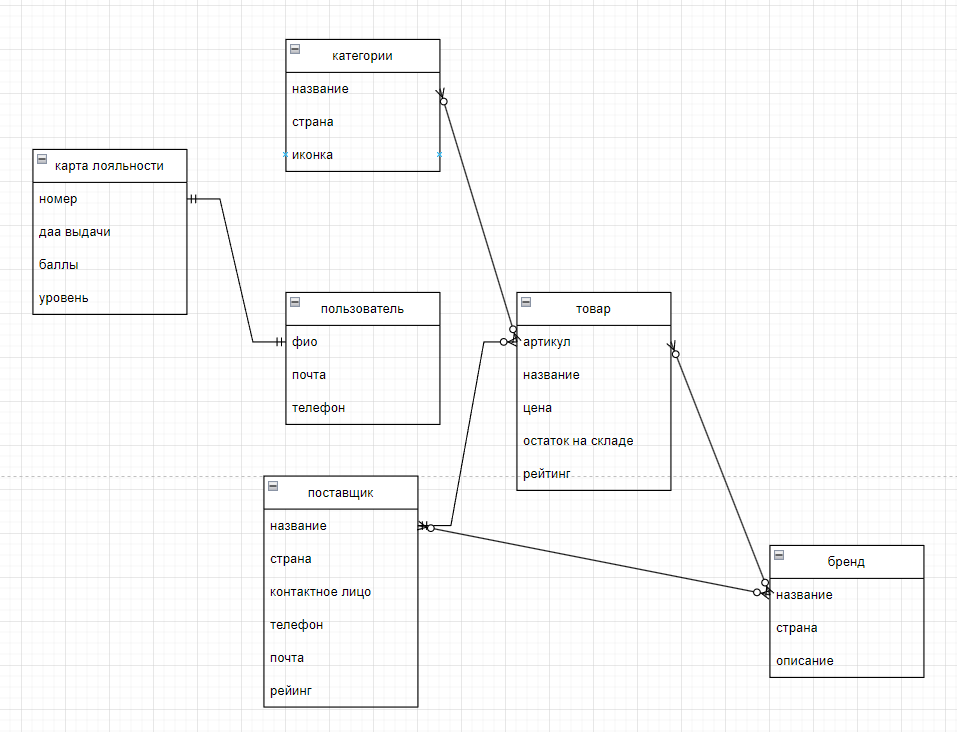 категории
название
страна
иконка
карта лояльности
номер
даа выдачи
баллы
уровень
пользователь
фио
почта
телефон
товар
артикул
название
цена
остаток на складе
рейтинг
поставщик
название
страна
контактное лицо
телефон
почта
рейинг
бренд
название
страна
описание